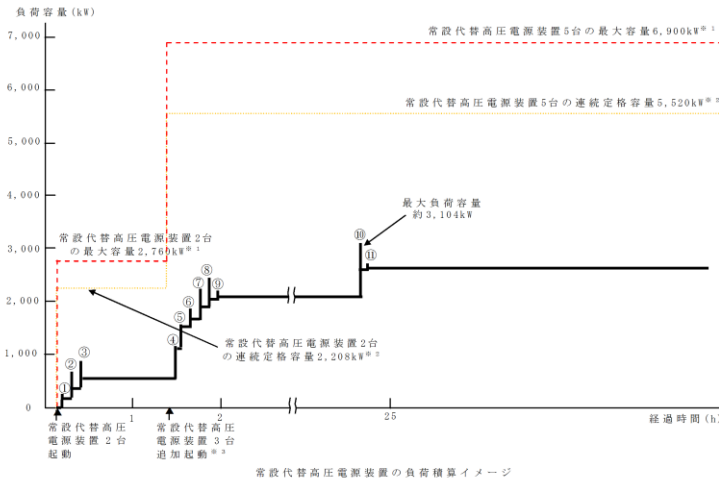 負荷容量(kW)
常設代替高圧電源装置5台の最大容量6,900kW※1
7,000
6,000
常設代替高圧電源装置5台の連続定格容量5,520kW※2
5,000
4,000
最大負荷容量
約3,104kW
⑩
⑪
3,000
常設代替高圧電源装置2台
の最大容量2,760kW※1
⑧
⑦
⑨
⑥
⑤
2,000
常設代替高圧電源装置2台
の連続定格容量2,208kW※2
④
1,000
③
②
①
0
1
2
25
経過時間(h)
常設代替高圧
電源装置2台
起動
常設代替高圧
電源装置3台
追加起動※3
常設代替高圧電源装置の負荷積算イメージ